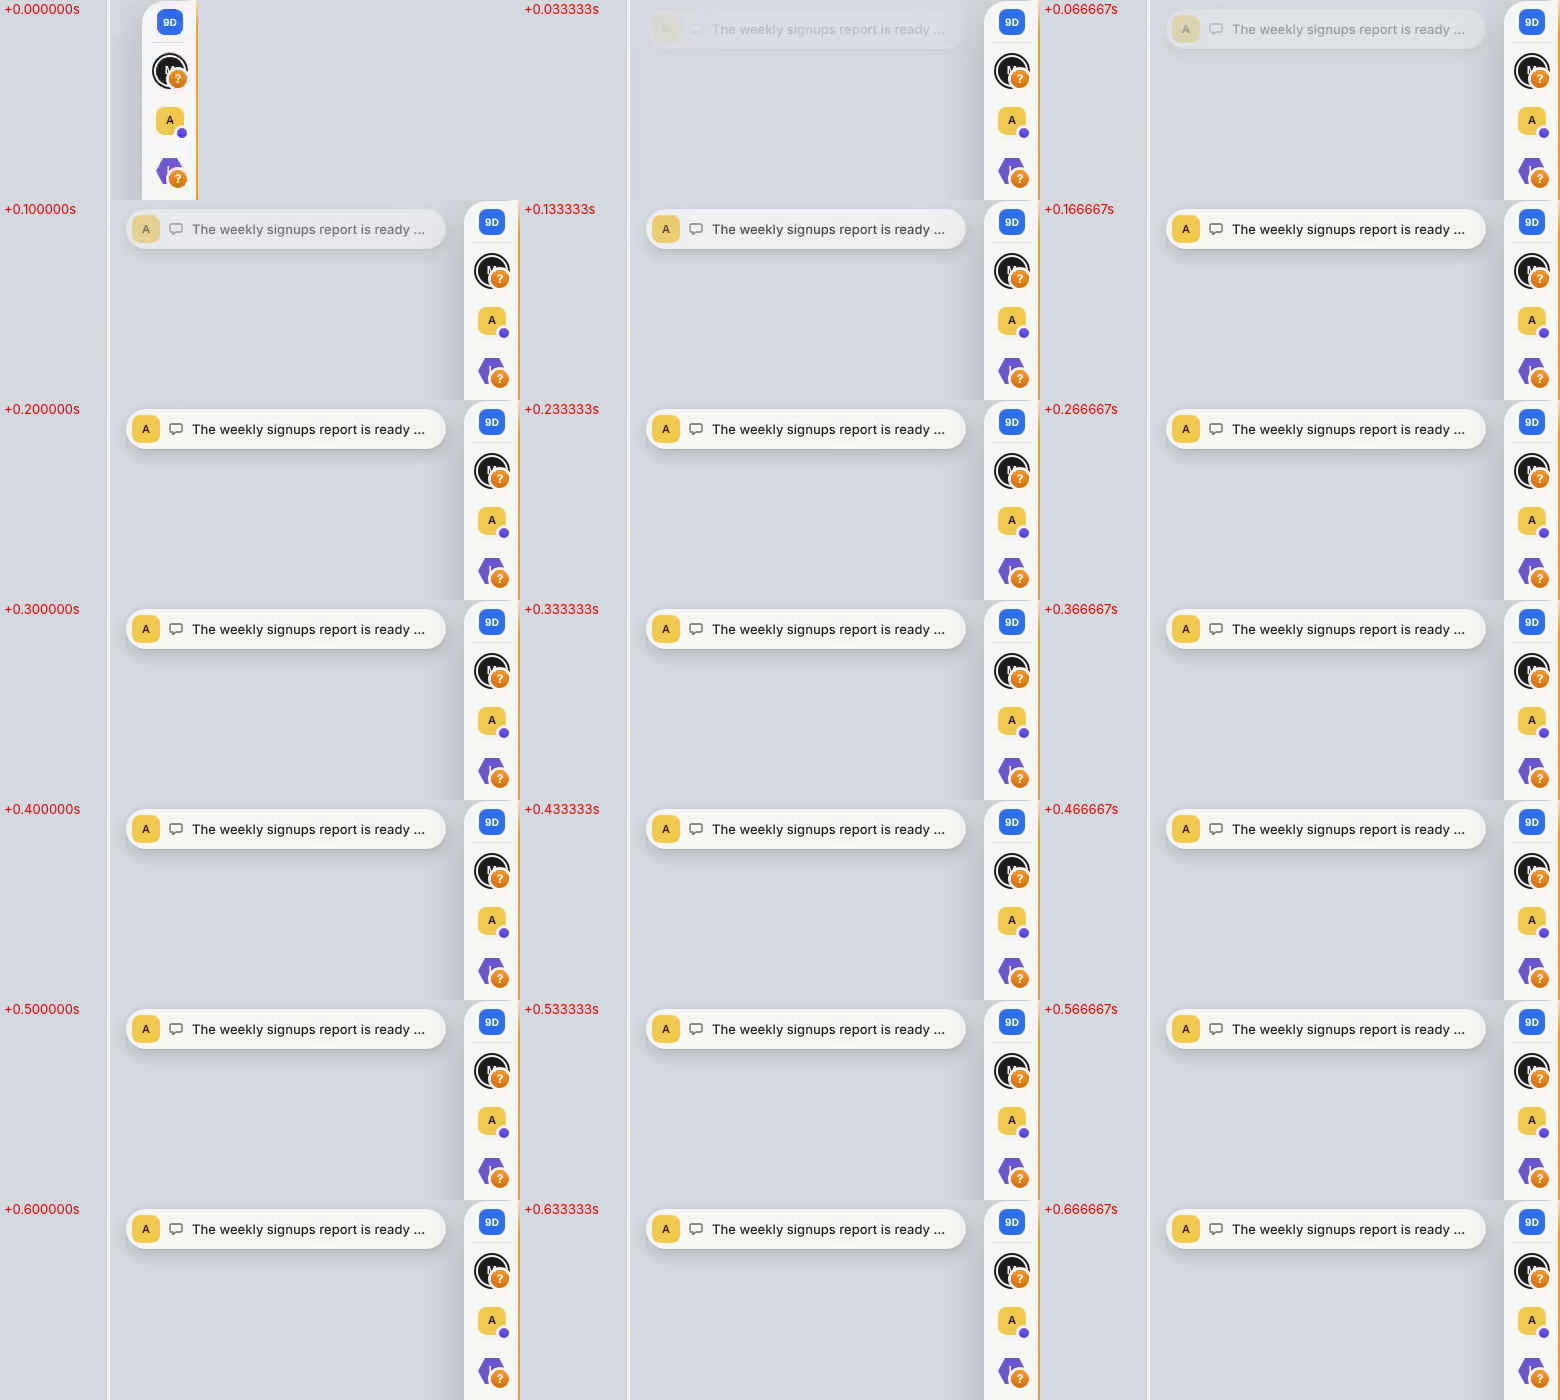 +0.000000s +0.033333s +0.066667s
9D The weekly signups report is ready ... 9D A The weekly signups report is ready ... 9D
M ? M ? M ?
A A A
? ? ?
+0.100000s +0.133333s +0.166667s
A The weekly signups report is ready ... 9D A The weekly signups report is ready ... 9D A The weekly signups report is ready ... 9D
M ? M ? M ?
A A A
? ? ?
+0.200000s +0.233333s +0.266667s
A The weekly signups report is ready ... 9D A The weekly signups report is ready ... 9D A The weekly signups report is ready ... 9D
M ? M ? M ?
A A A
? ? ?
+0.300000s +0.333333s +0.366667s
A The weekly signups report is ready ... 9D A The weekly signups report is ready ... 9D A The weekly signups report is ready ... 9D
M ? M ? M ?
A A A
? ? ?
+0.400000s +0.433333s +0.466667s
A The weekly signups report is ready ... 9D A The weekly signups report is ready ... 9D A The weekly signups report is ready ... 9D
M ? M ? M ?
A A A
? ? ?
+0.500000s +0.533333s +0.566667s
A The weekly signups report is ready ... 9D A The weekly signups report is ready ... 9D A The weekly signups report is ready ... 9D
M ? M ? M ?
A A A
? ? ?
+0.600000s +0.633333s +0.666667s
A The weekly signups report is ready ... 9D A The weekly signups report is ready ... 9D A The weekly signups report is ready ... 9D
M ? M ? M ?
A A A
? ? ?